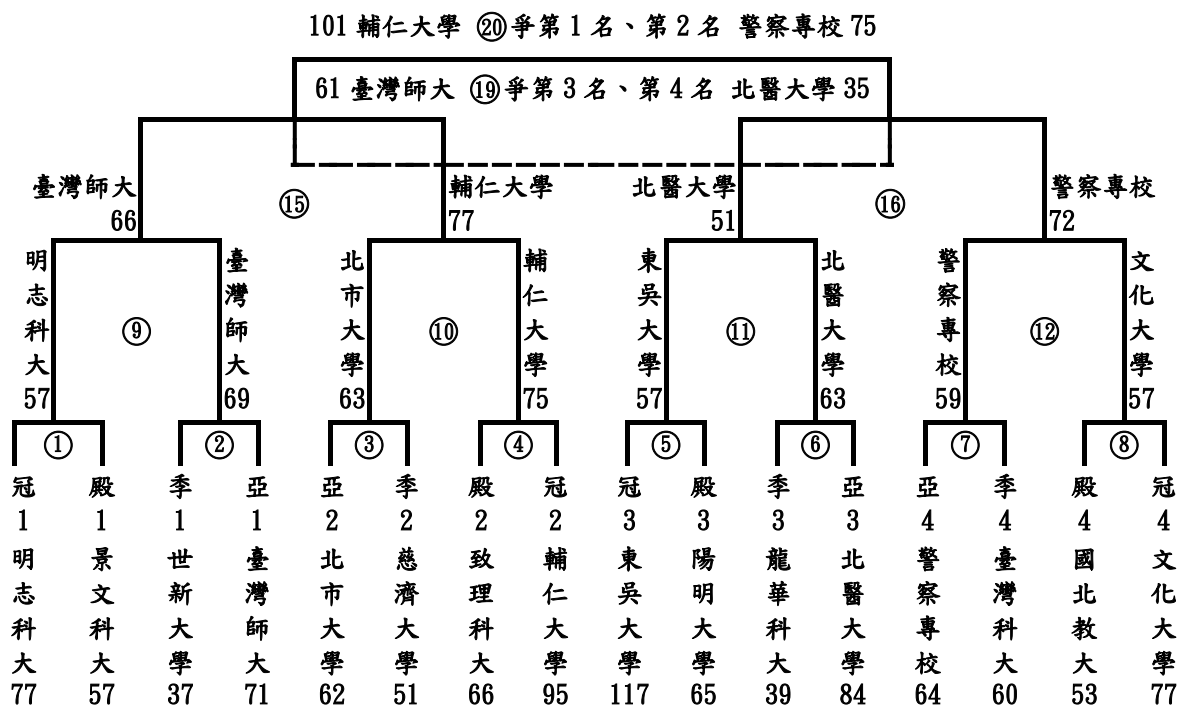 101 輔仁大學 ⑳爭第 1 名、第 2 名 警察專校 75
61 臺灣師大 ⑲爭第 3 名、第 4 名 北醫大學 35
臺灣師大
66
⑮
輔仁大學
77
北醫大學
51
⑯
警察專校
72
明志科大
57
⑨
臺灣師大
69
北市大學
63
⑩
輔仁大學
75
東吳大學
57
⑪
北醫大學
63
警察專校
59
⑫
文化大學
57
① ② ③ ④ ⑤ ⑥ ⑦ ⑧
冠1
明志科大
77
殿1
景文科大
57
季1
世新大學
37
亞1
臺灣師大
71
亞2
北市大學
62
季2
慈濟大學
51
殿2
致理科大
66
冠2
輔仁大學
95
冠3
東吳大學
117
殿3
陽明大學
65
季3
龍華科大
39
亞3
北醫大學
84
亞4
警察專校
64
季4
臺灣科大
60
殿4
國北教大
53
冠4
文化大學
77